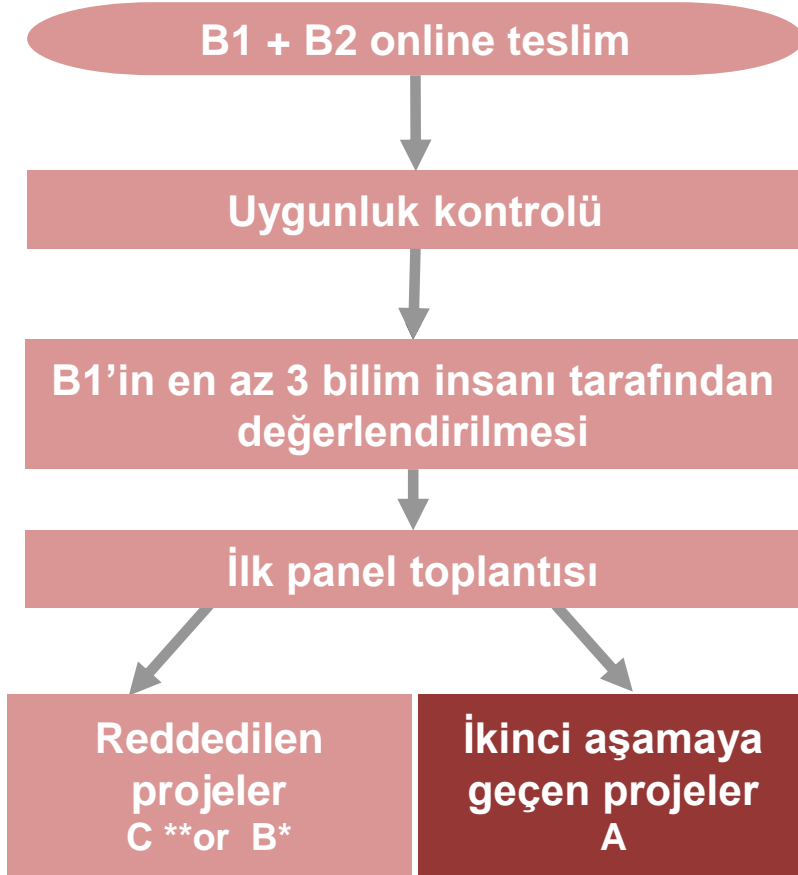 B1 + B2 online teslim
Uygunluk kontrolü
B1’in en az 3 bilim insanı tarafından
değerlendirilmesi
İlk panel toplantısı
Reddedilen
projeler
C **or B*
İkinci aşamaya
geçen projeler
A